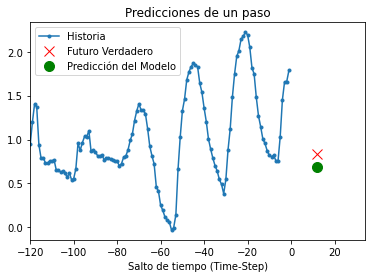 Predicciones de un paso
Historia
Futuro Verdadero
Predicción del Modelo
2.0
1.5
1.0
0.5
0.0
−120 −100 −80 −60 −40 −20 0 20
Salto de tiempo (Time-Step)